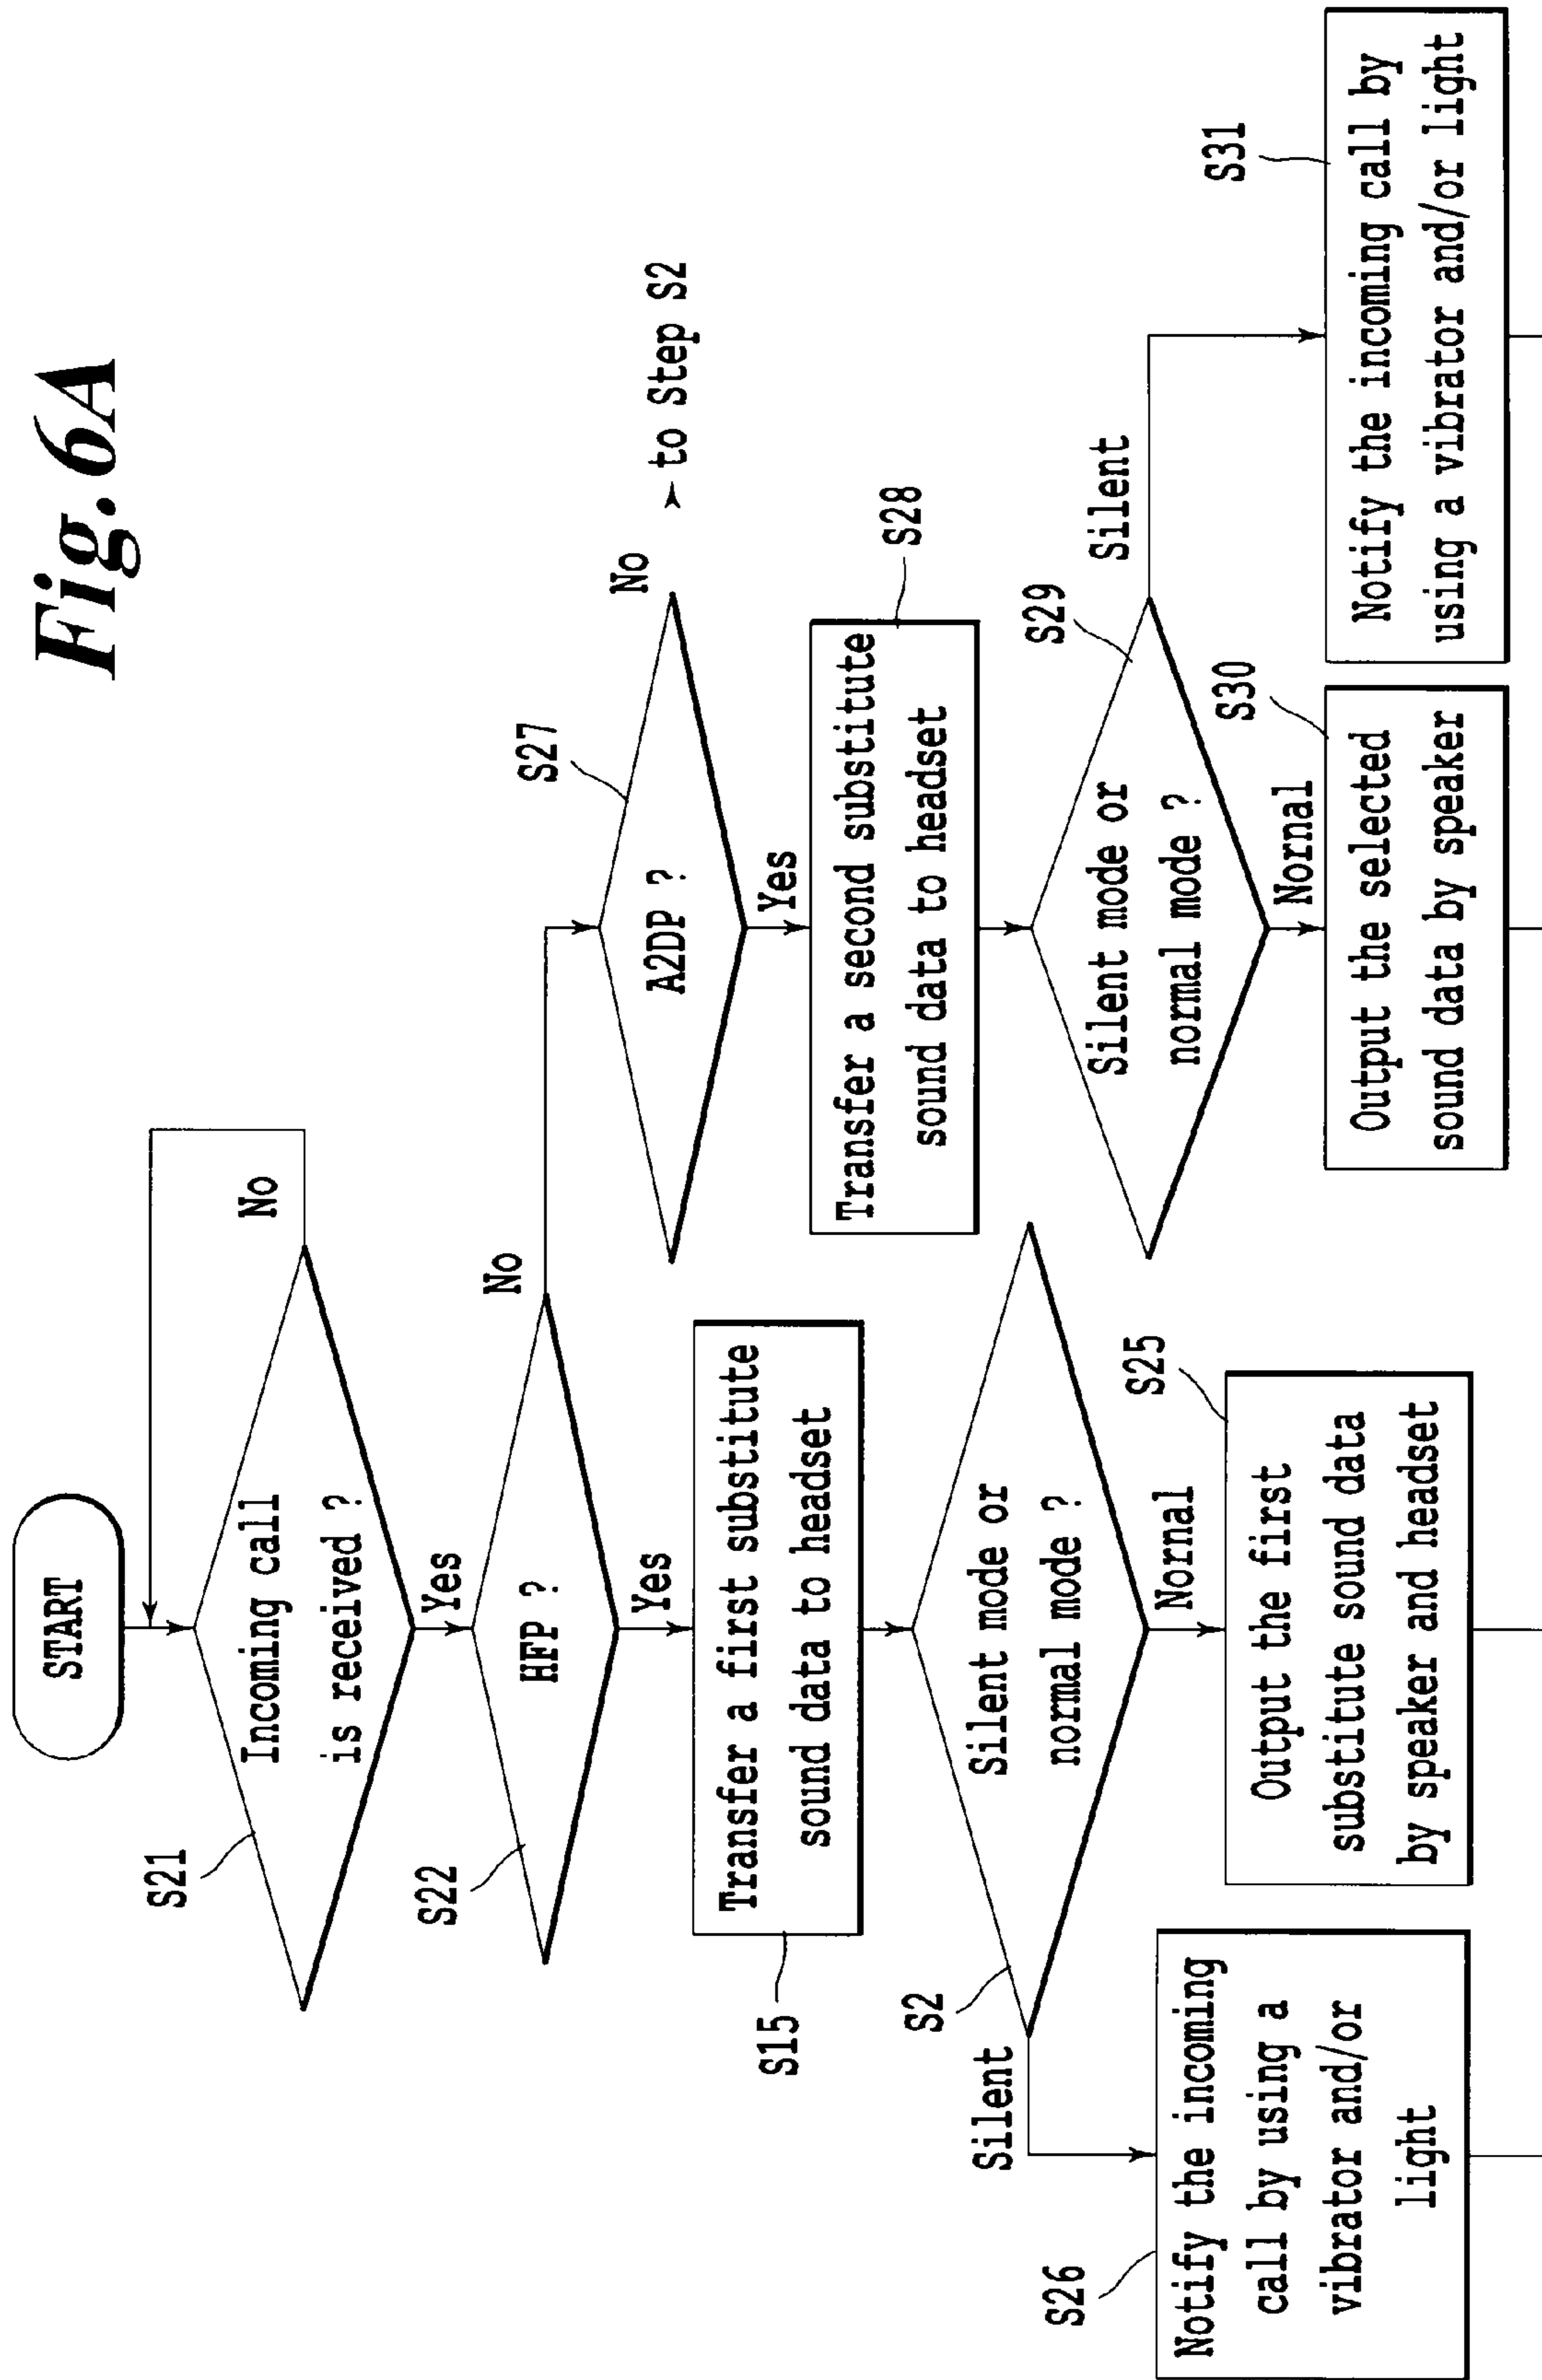 Fig.6A
START
S21
Incoming call
is received ?
No
Yes
S22
HFP ?
No
Yes
S15
Transfer a first substitute
sound data to headset
S2
Silent mode or
normal mode ?
Silent
Nornal
S26
Notify the incoming
call by using a
vibrator and/or
light
S25
Output the first
substitute sound data
by speaker and headset
S27
A2DP ?
No
to Step S2
Yes
S28
Transfer a second substitute
sound data to headset
S29
Silent mode or
normal mode ?
Silent
Nornal
S30
Output the selected
sound data by speaker
S31
Notify the incoming call by
using a vibrator and/or light